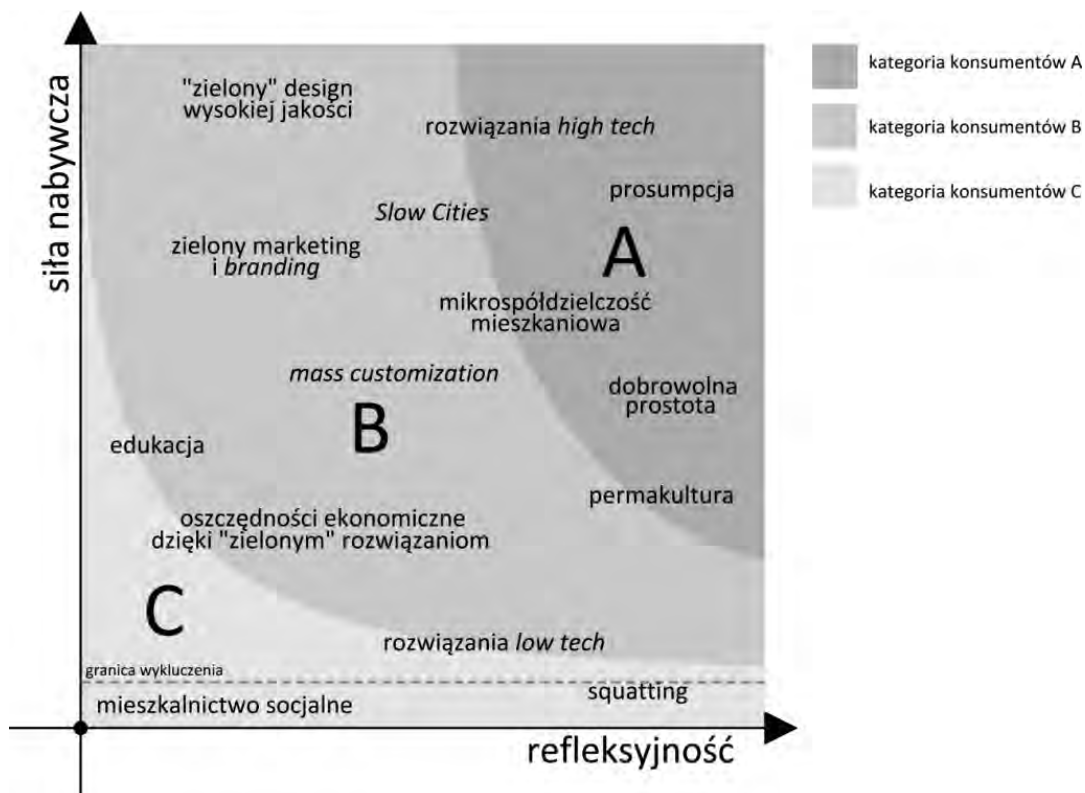 siła nabywcza
"zielony" design
wysokiej jakości
rozwiązania high tech
prosumpcja
Slow Cities
A
zielony marketing
i branding
mikrospółdzielczość
mieszkaniowa
mass customization
dobrowolna
prostota
B
edukacja
permakultura
oszczędności ekonomiczne
dzięki "zielonym" rozwiązaniom
C
rozwiązania low tech
granica wykluczenia
squatting
mieszkalnictwo socjalne
refleksyjność
kategoria konsumentów A
kategoria konsumentów B
kategoria konsumentów C